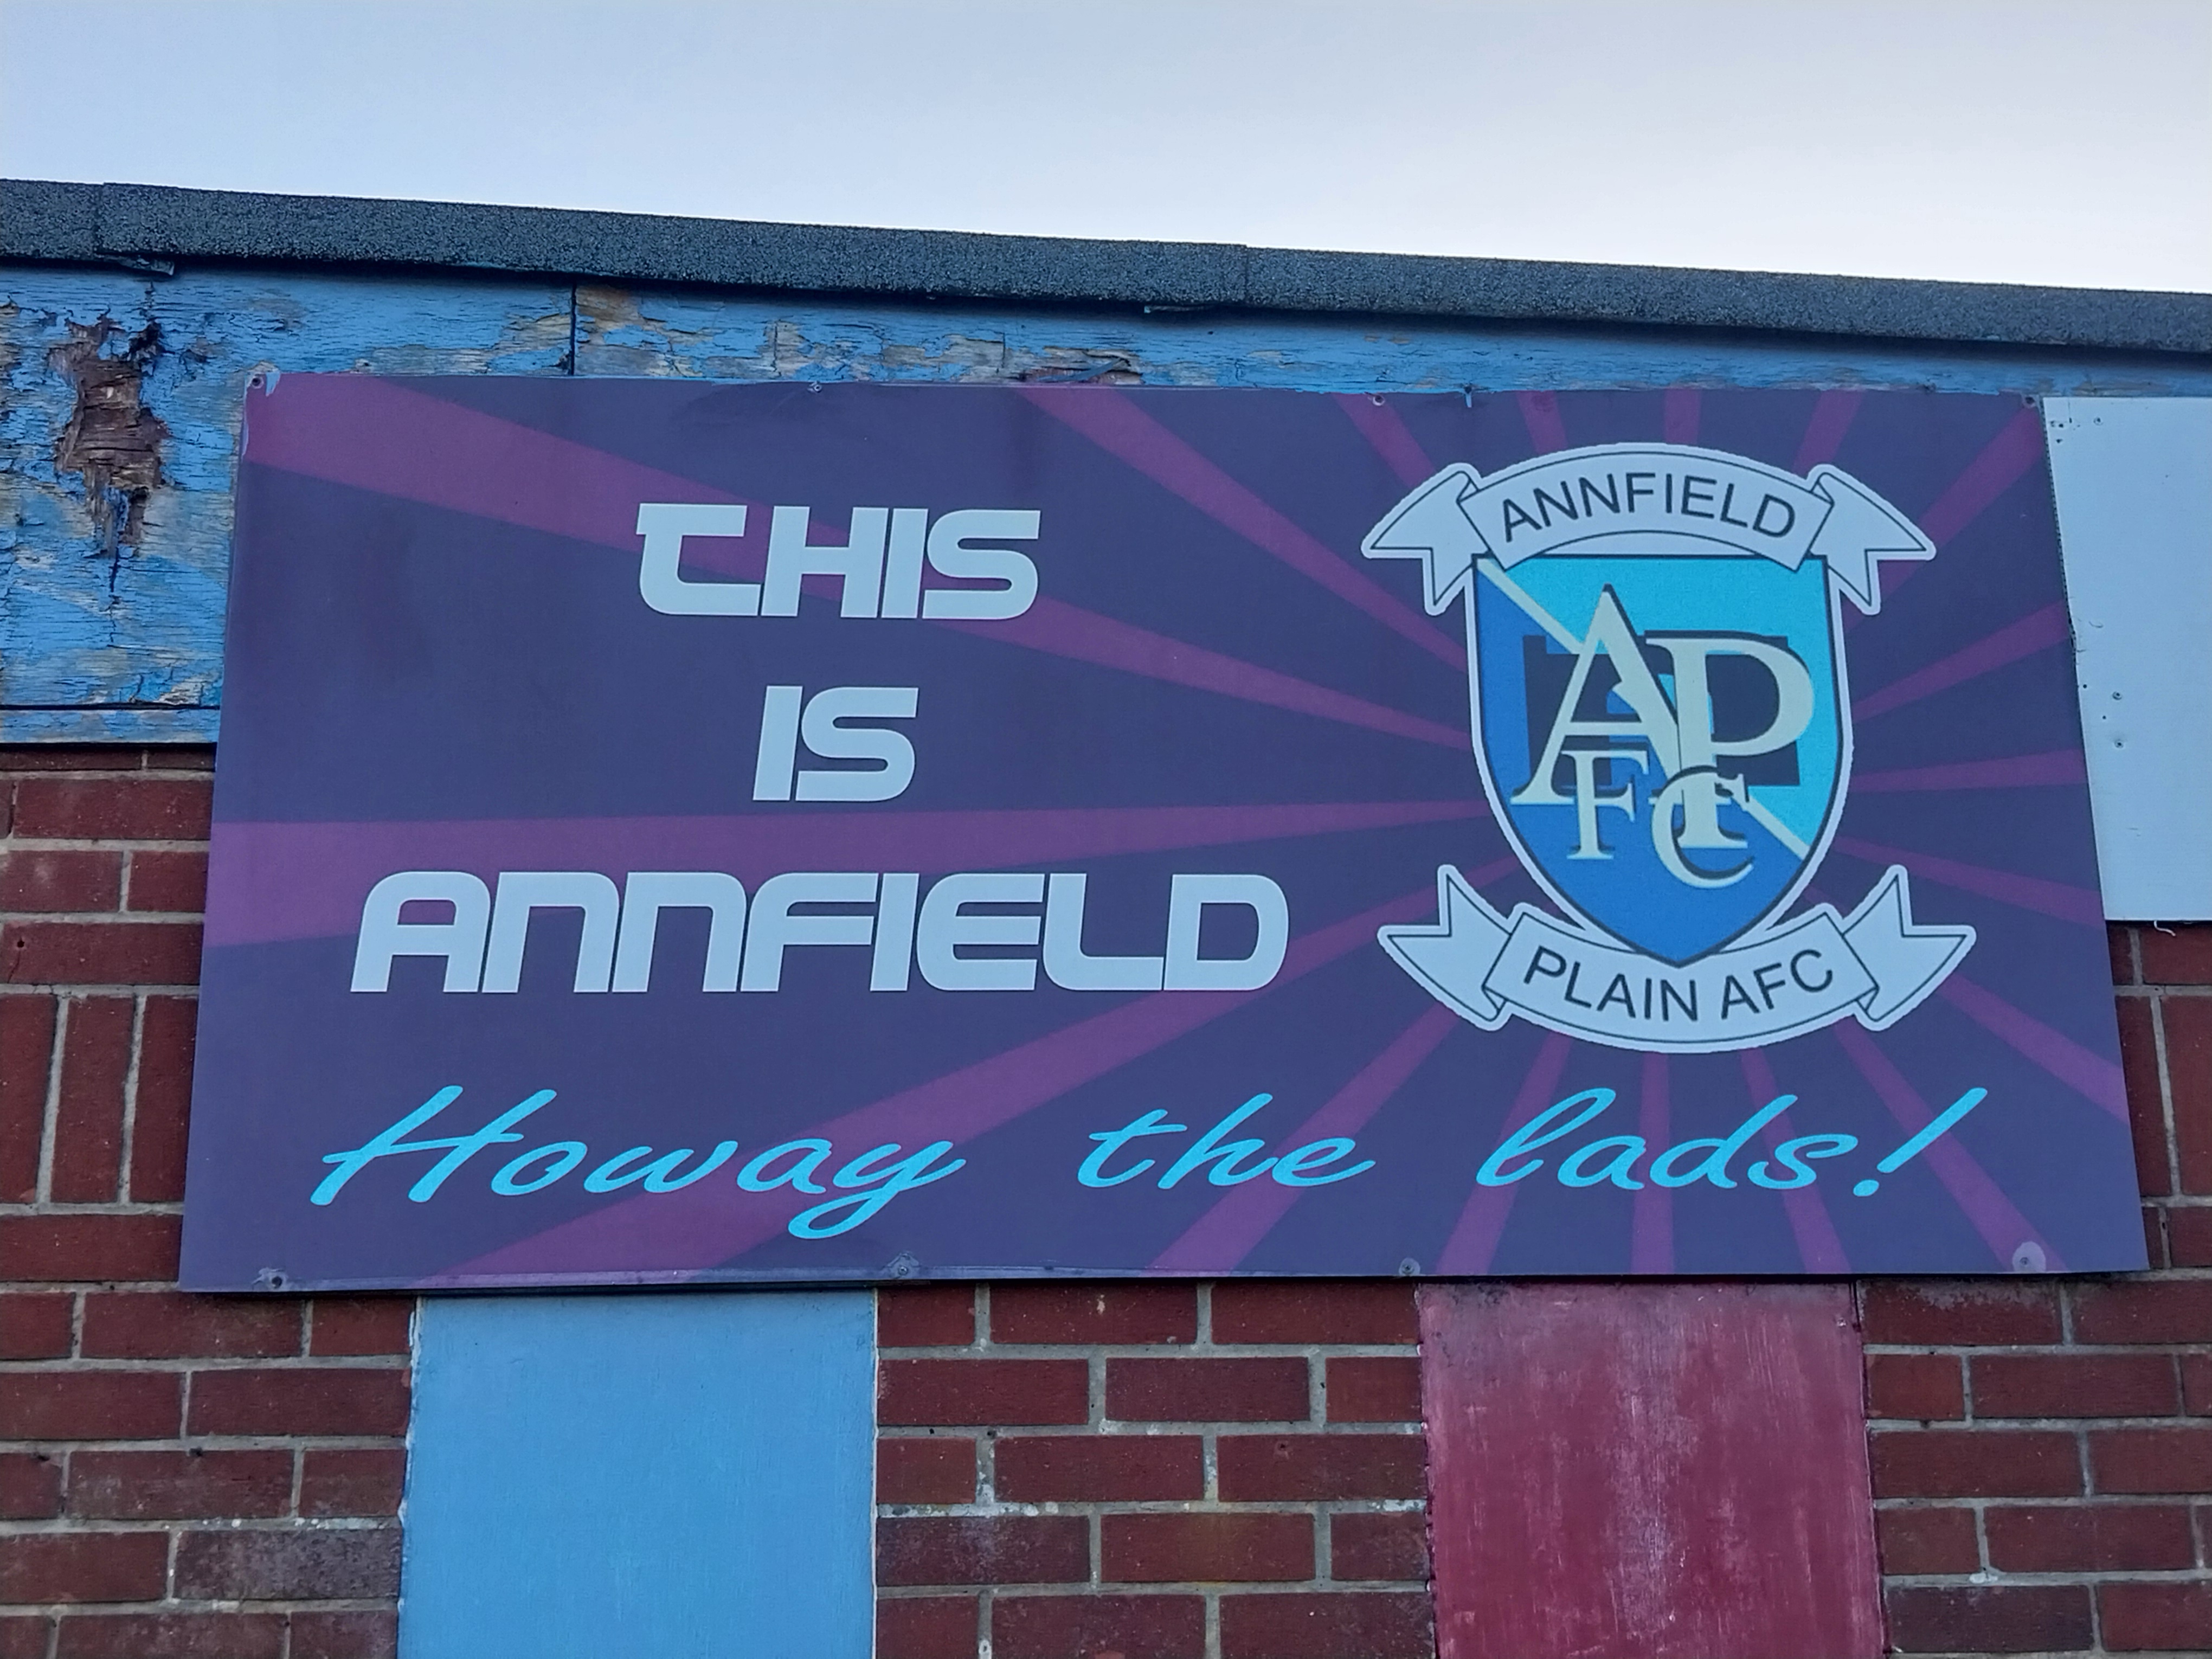 THIS
IS
ANNFIELD
Howay the lads!
ANNFIELD
AP
FC
PLAIN AFC